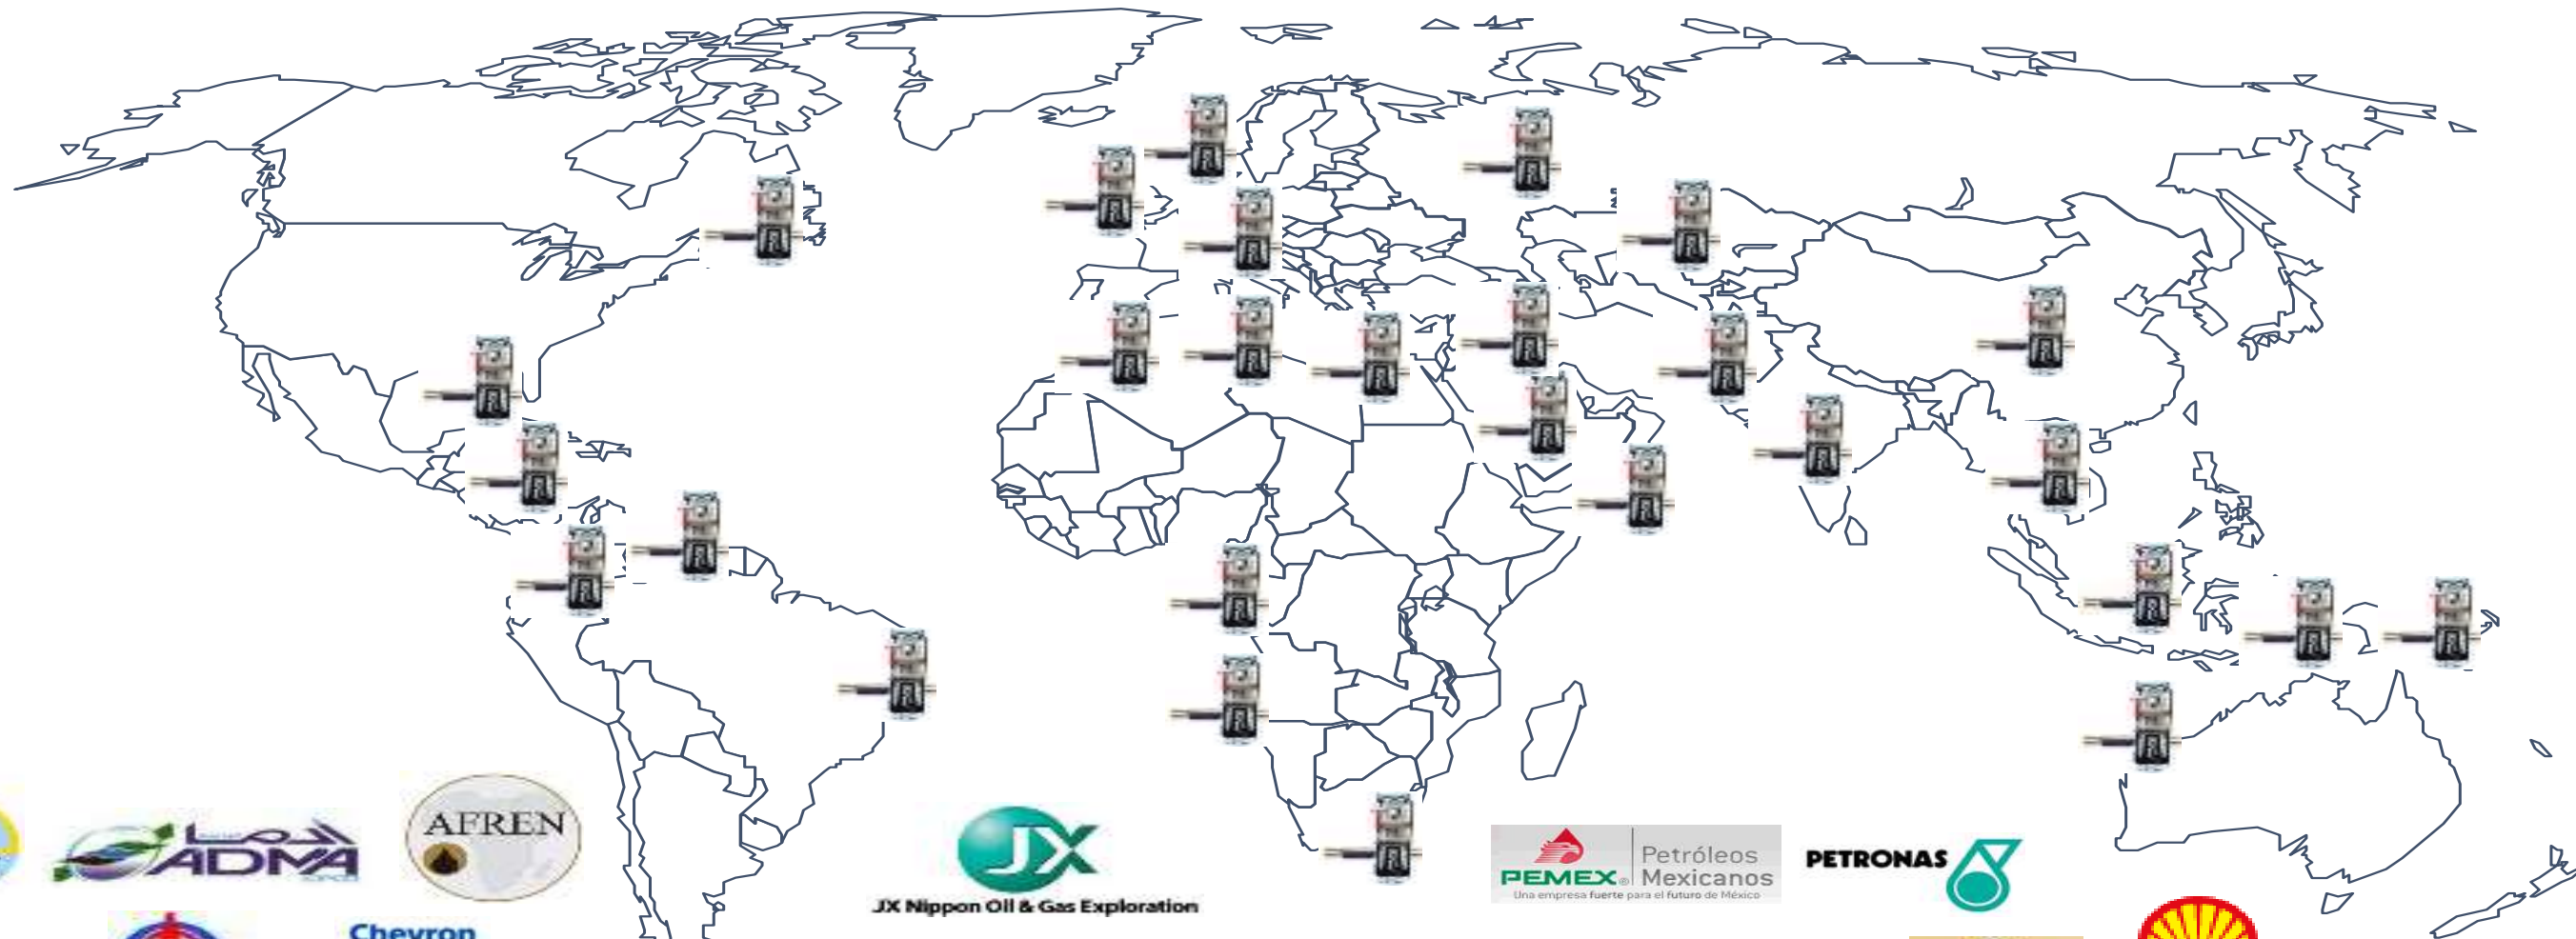 ADMA
AFREN
JX
JX Nippon Oil & Gas Exploration
PEMEX®
Petróleos
Mexicanos
Una empresa fuerte para el futuro de México
PETRONAS
Chevron